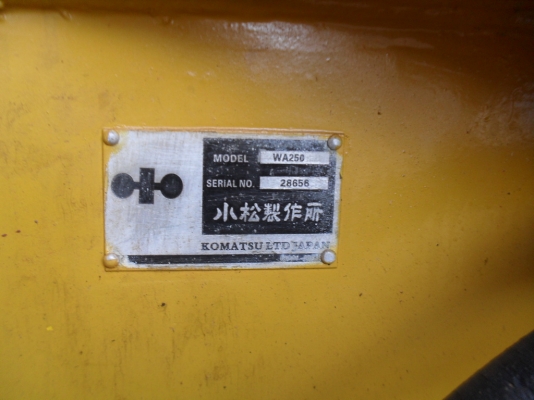 MODEL WA250
SERIAL NO. 28656
小松製作所
KOMATSU LTD JAPAN